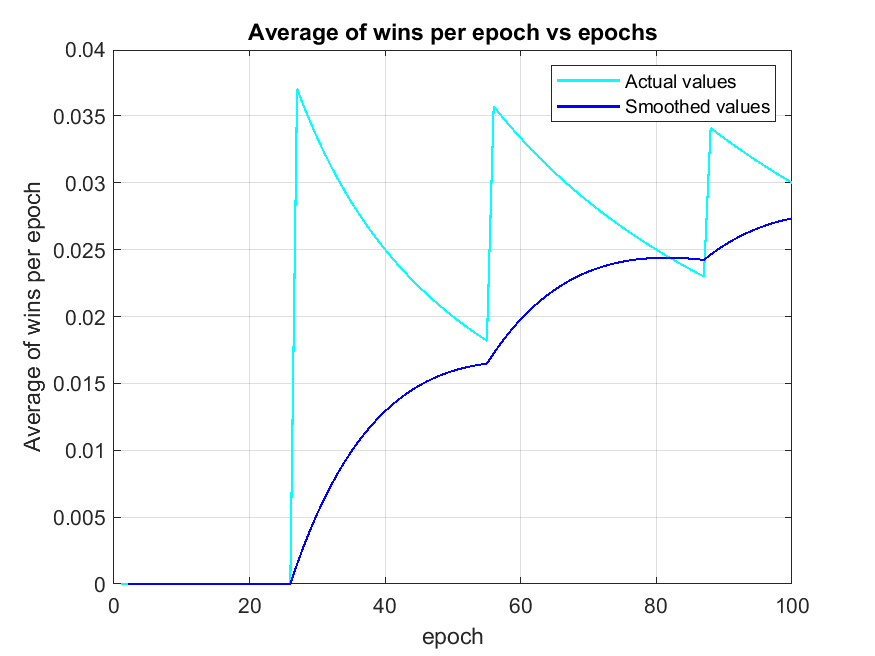 Average of wins per epoch vs epochs
Actual values
Smoothed values
Average of wins per epoch
0.04
0.035
0.03
0.025
0.02
0.015
0.01
0.005
0
0 20 40 60 80 100
epoch